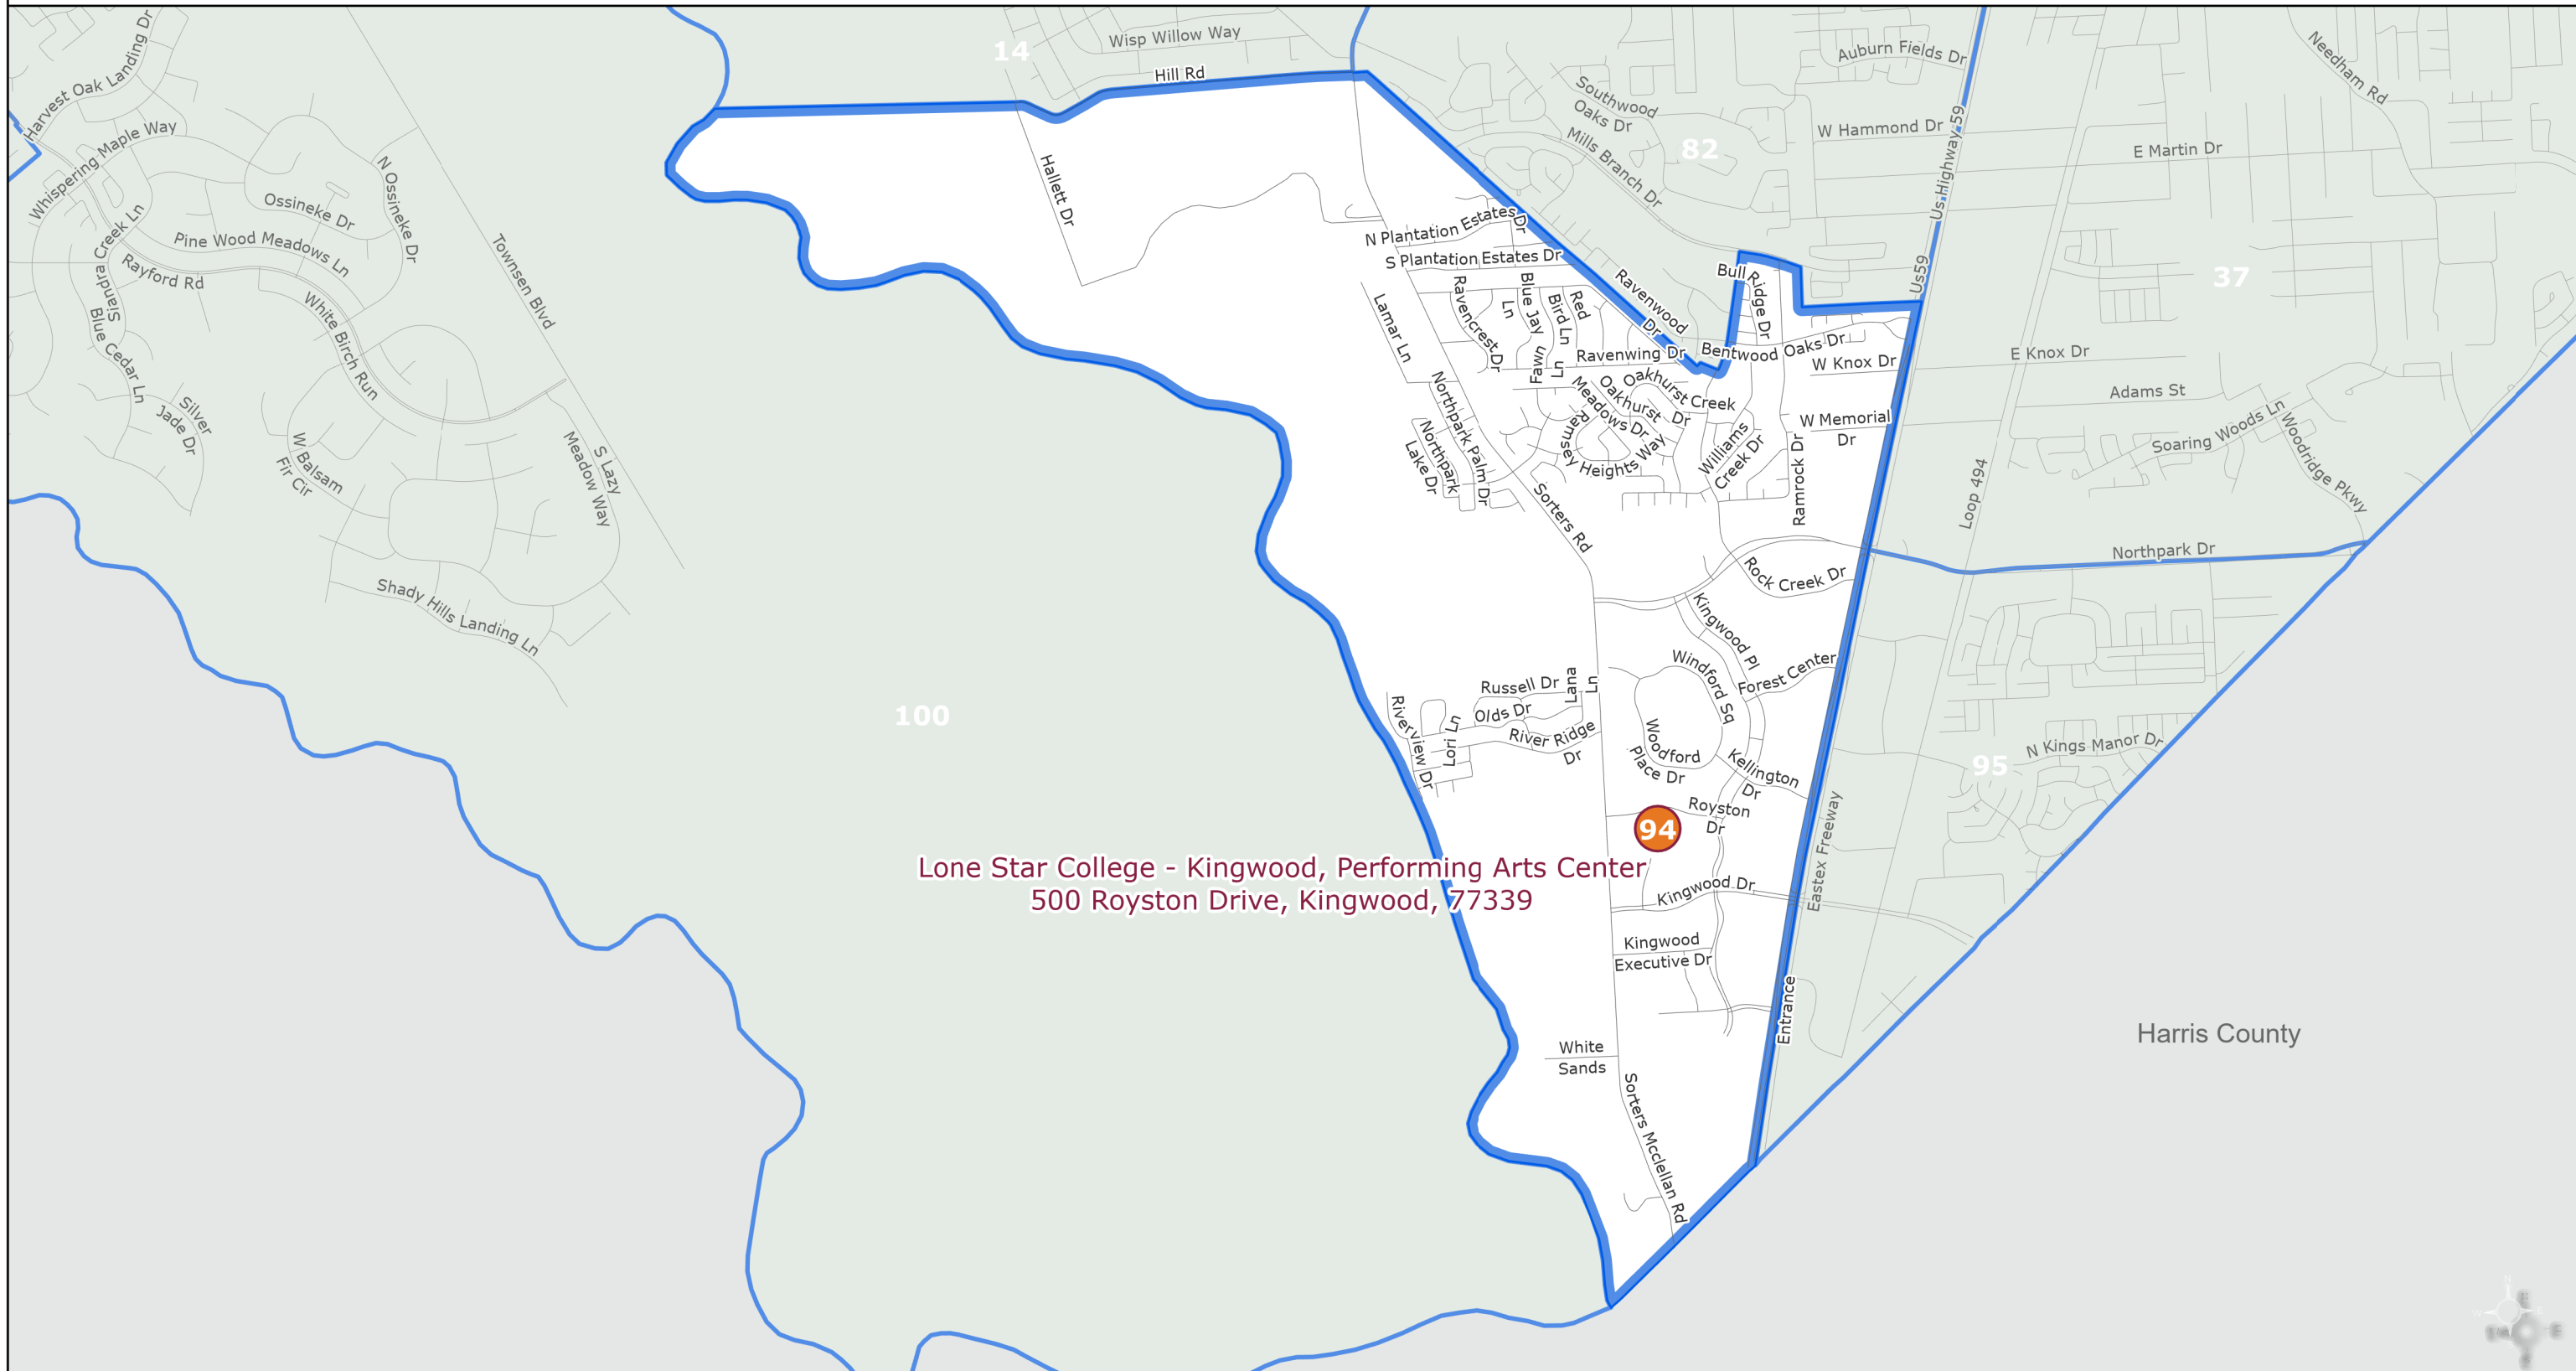 Harvest Oak Landing Dr
14
Wisp Willow Way
Hill Rd
Auburn Fields Dr
Needham Rd
Southwood
Oaks Dr
Mills Branch Dr
82
W Hammond Dr
Us Highway 59
E Martin Dr
Whispering Maple Way
N Ossineke Dr
Ossineke Dr
Hallett Dr
Pine Wood Meadows Ln
Rayford Rd
Sinapara
Creek Ln
Townsen Blvd
N Plantation Estates Dr
S Plantation Estates Dr
Bull
Ridge Dr
Us59
37
Ravenwood
Dr
White Birch Run
Blue Cedar Ln
Lamar Ln
Ravencrest Dr
Blue Jay
Ln
Red
Bird Ln
Fawn
Ln
Ravenwing Dr
Bentwood Oaks Dr
W Knox Dr
E Knox Dr
Adams St
Silver
Jade Dr
Northpark Palm Dr
Oakhurst Creek
Dr
Oakhurst
Meadows Dr
Ramsey Heights Way
Williams
Creek Dr
W Memorial
Dr
Ramrock Dr
Soaring Woods Ln
Woodridge Pkwy
W Balsam
Fir Cir
S Lazy
Meadow Way
Northpark
Lake Dr
Sorters Rd
Loop 494
Northpark Dr
Rock Creek Dr
Shady Hills Landing Ln
Kingwood Pl
Windford Sq
Forest Center
Russell Dr
Lana
Ln
Olds Dr
Riverview Dr
Lori Ln
River Ridge
Dr
Woodford
Place Dr
Kellington
Dr
100
N Kings Manor Dr
95
Royston
Dr
94
Lone Star College - Kingwood, Performing Arts Center
500 Royston Drive, Kingwood, 77339
Eastex Freeway
Kingwood Dr
Kingwood
Executive Dr
Entrance
Harris County
White
Sands
Sorters Mcclellan Rd
N
W
E